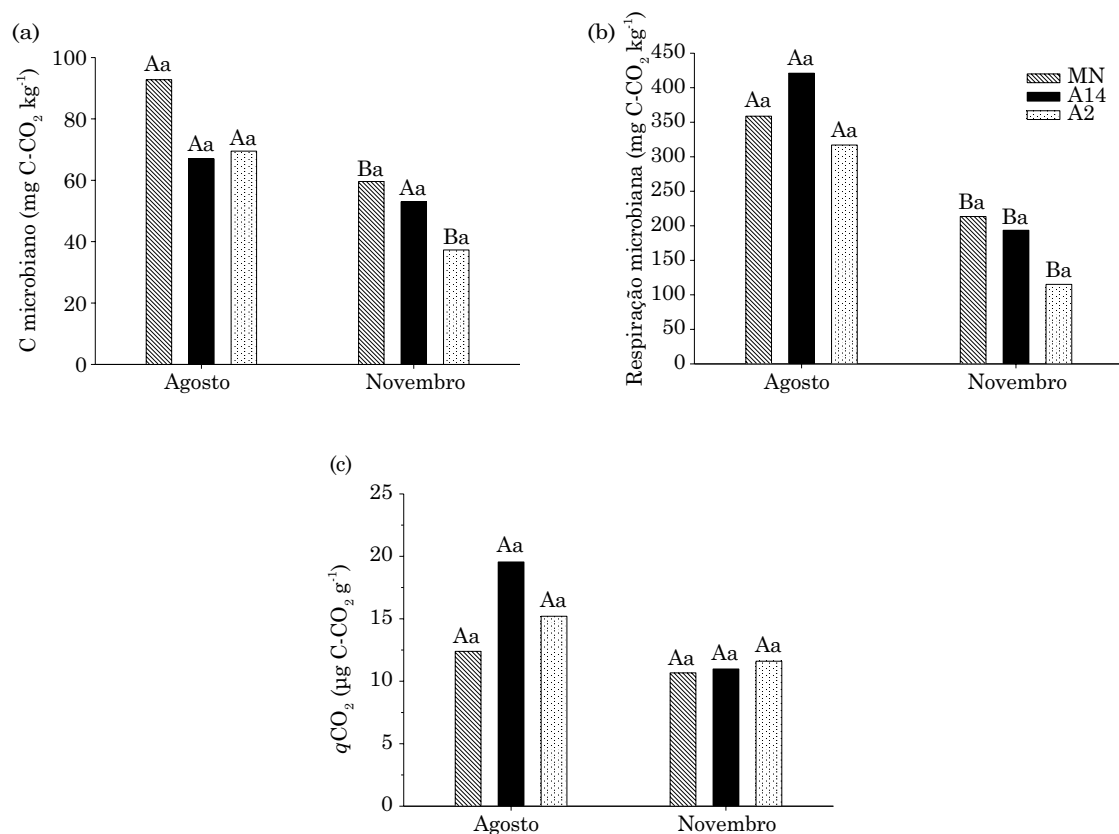 (a)
C microbiano (mg C-CO₂ kg⁻¹)
100
80
60
40
20
0
Aa
Aa
Aa
Ba
Aa
Ba
Agosto
Novembro
(b)
Respiração microbiana (mg C-CO₂ kg⁻¹)
450
400
350
300
250
200
150
100
50
0
Aa
Aa
Aa
Ba
Ba
Ba
MN
A14
A2
Agosto
Novembro
(c)
qCO₂ (µg C-CO₂ g⁻¹)
25
20
15
10
5
0
Aa
Aa
Aa
Aa
Aa
Aa
Agosto
Novembro